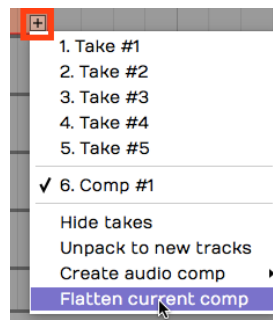 1. Take #1
2. Take #2
3. Take #3
4. Take #4
5. Take #5
✓ 6. Comp #1
Hide takes
Unpack to new tracks
Create audio comp
Flatten current comp